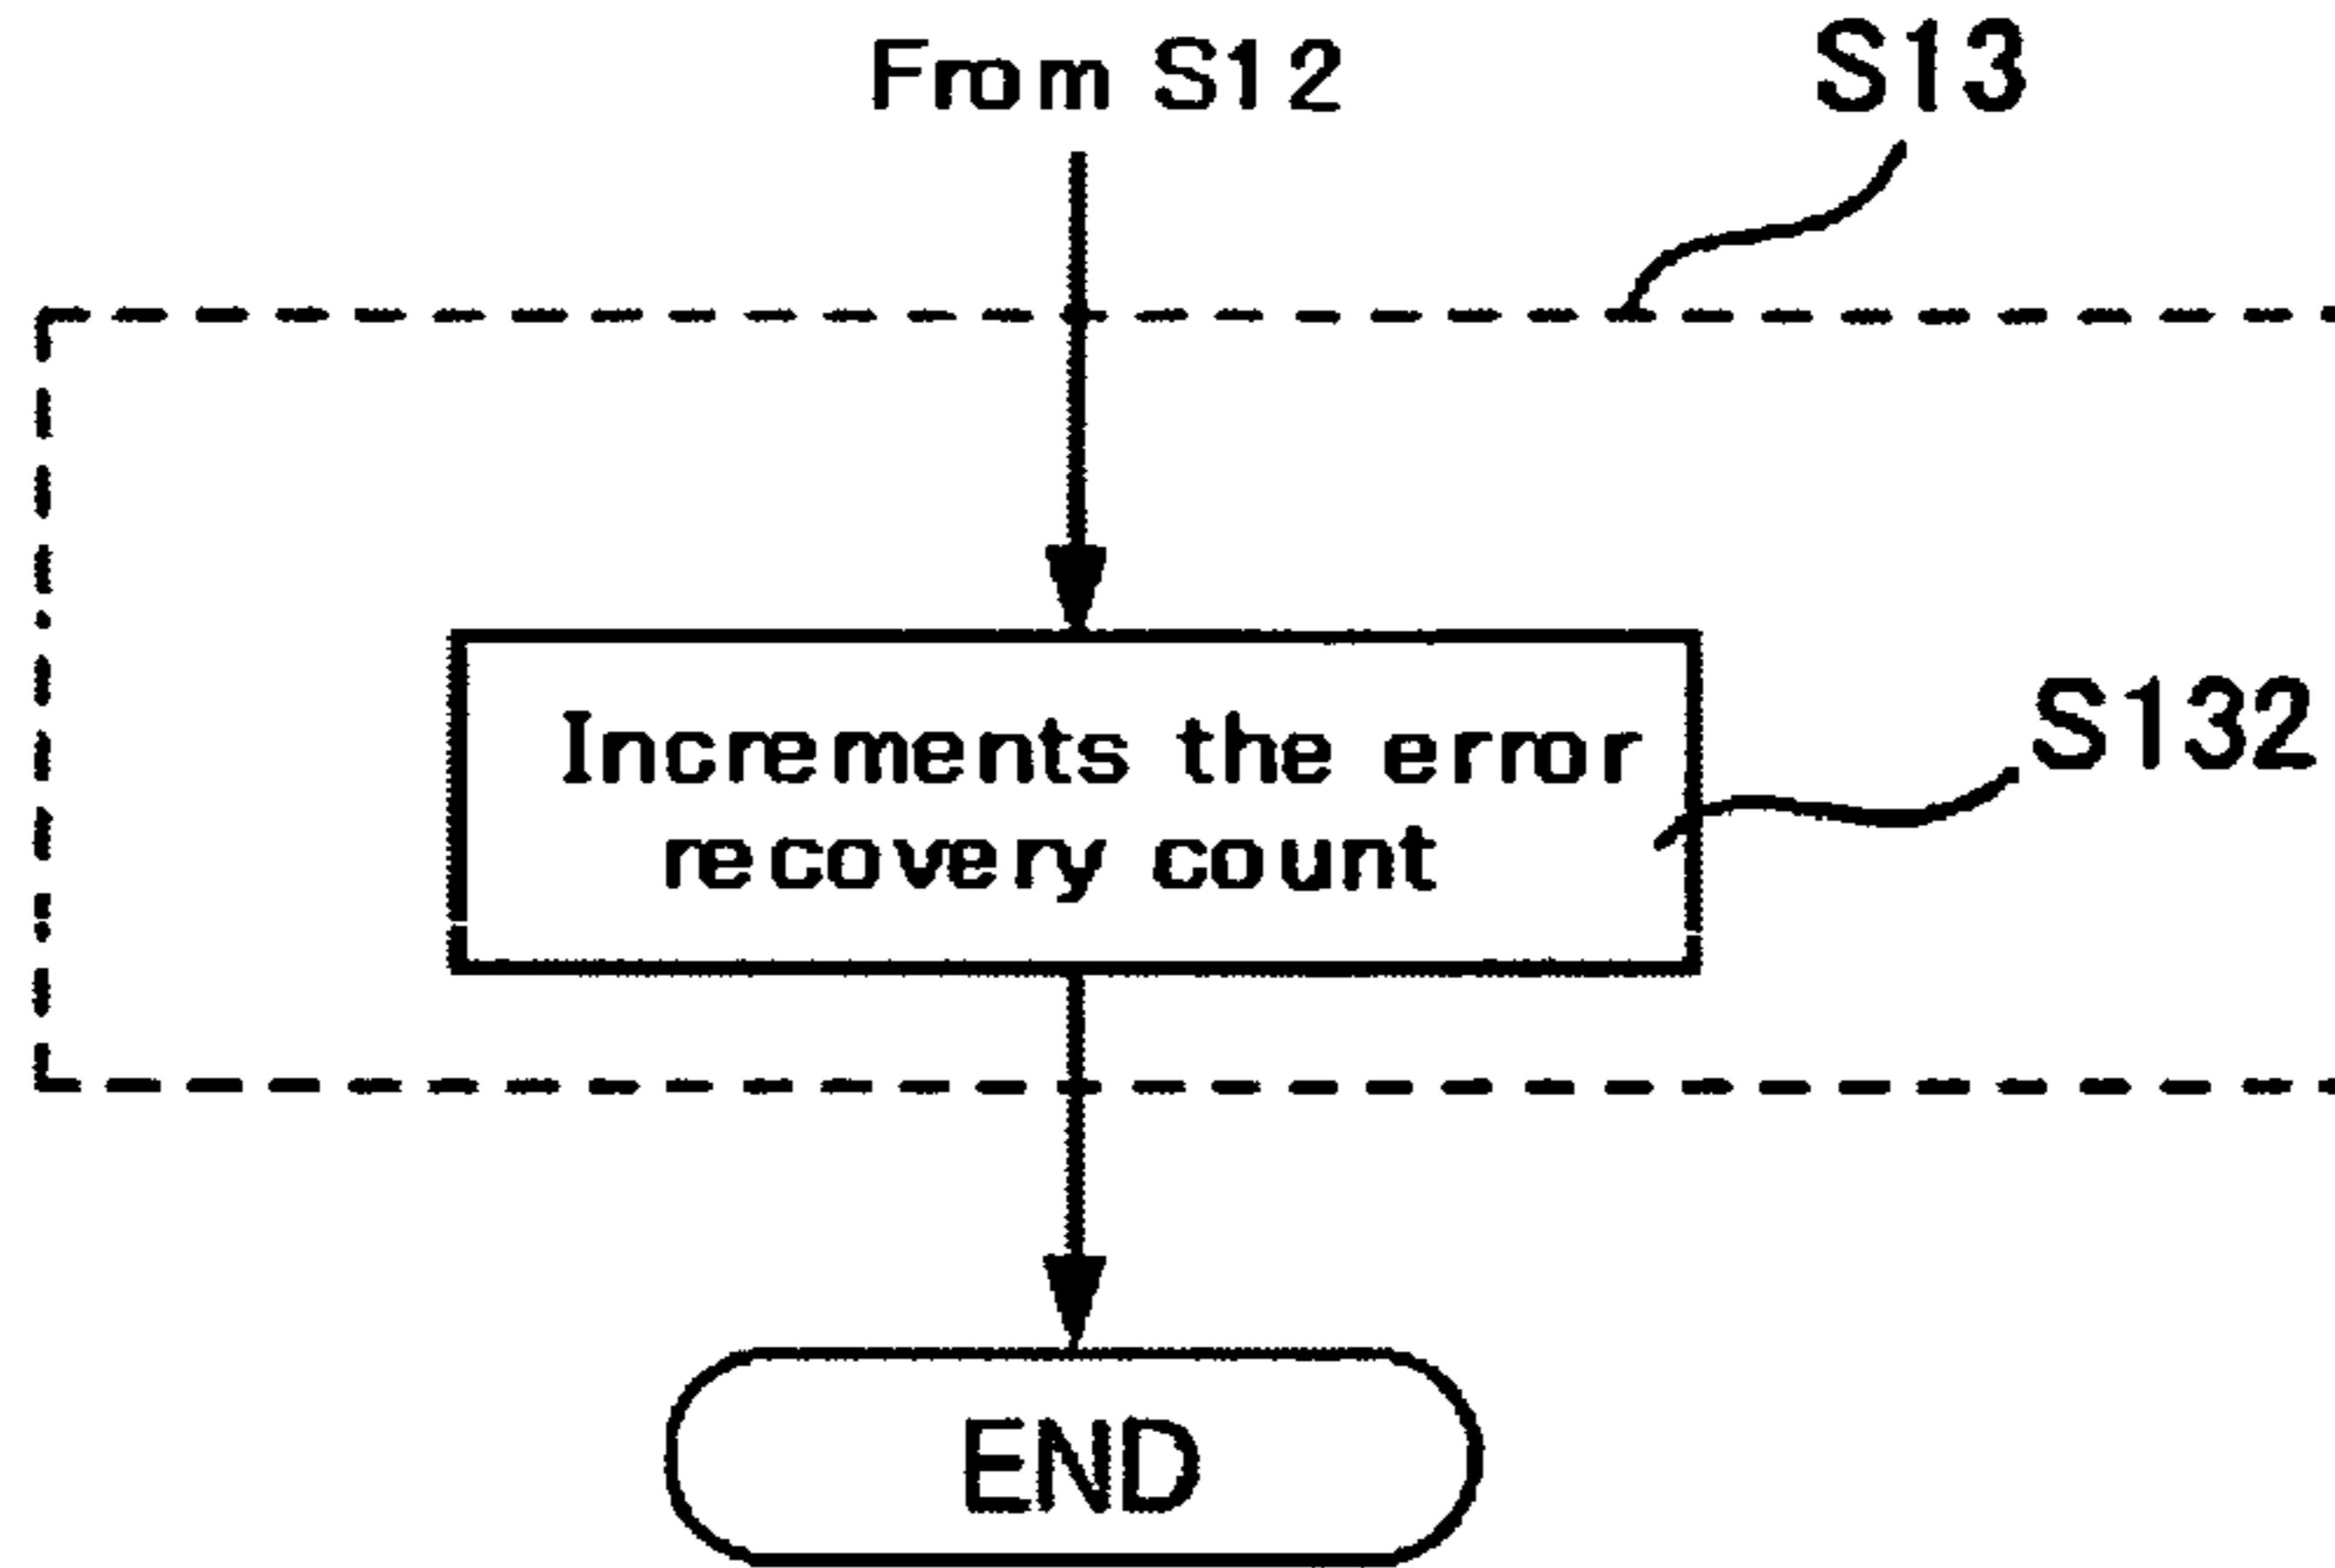 From S12
S13
Increments the error
recovery count
S132
END